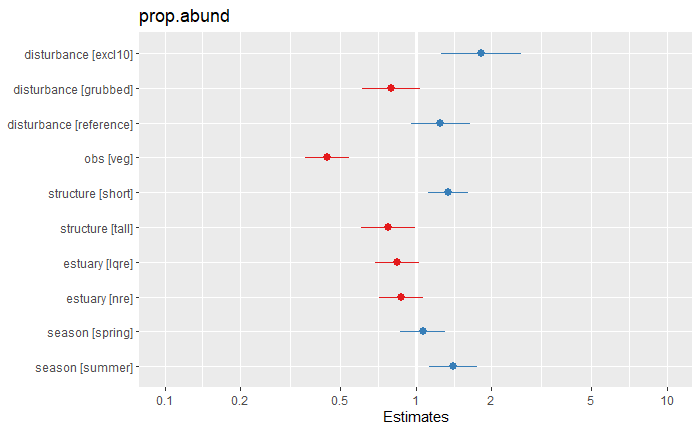 prop.abund
disturbance [excl10]
disturbance [grubbed]
disturbance [reference]
obs [veg]
structure [short]
structure [tall]
estuary [lqre]
estuary [nre]
season [spring]
season [summer]
0.1 0.2 0.5 1 2 5 10
Estimates